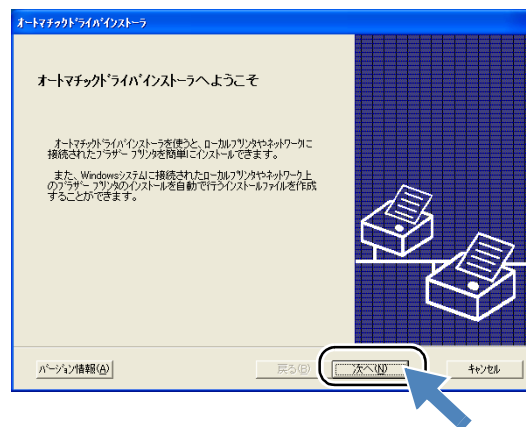 オートマチックドライバインストーラ
オートマチックドライバインストーラへようこそ
オートマチックドライバインストーラを使うと、ローカルプリンタやネットワークに
接続されたブラザー プリンタを簡単にインストールできます。
また、Windowsシステムに接続されたローカルプリンタやネットワーク上
のブラザー プリンタのインストールを自動で行うインストールファイルを作成
することができます。
バージョン情報(A)
戻る(B)
次へ(N)
キャンセル